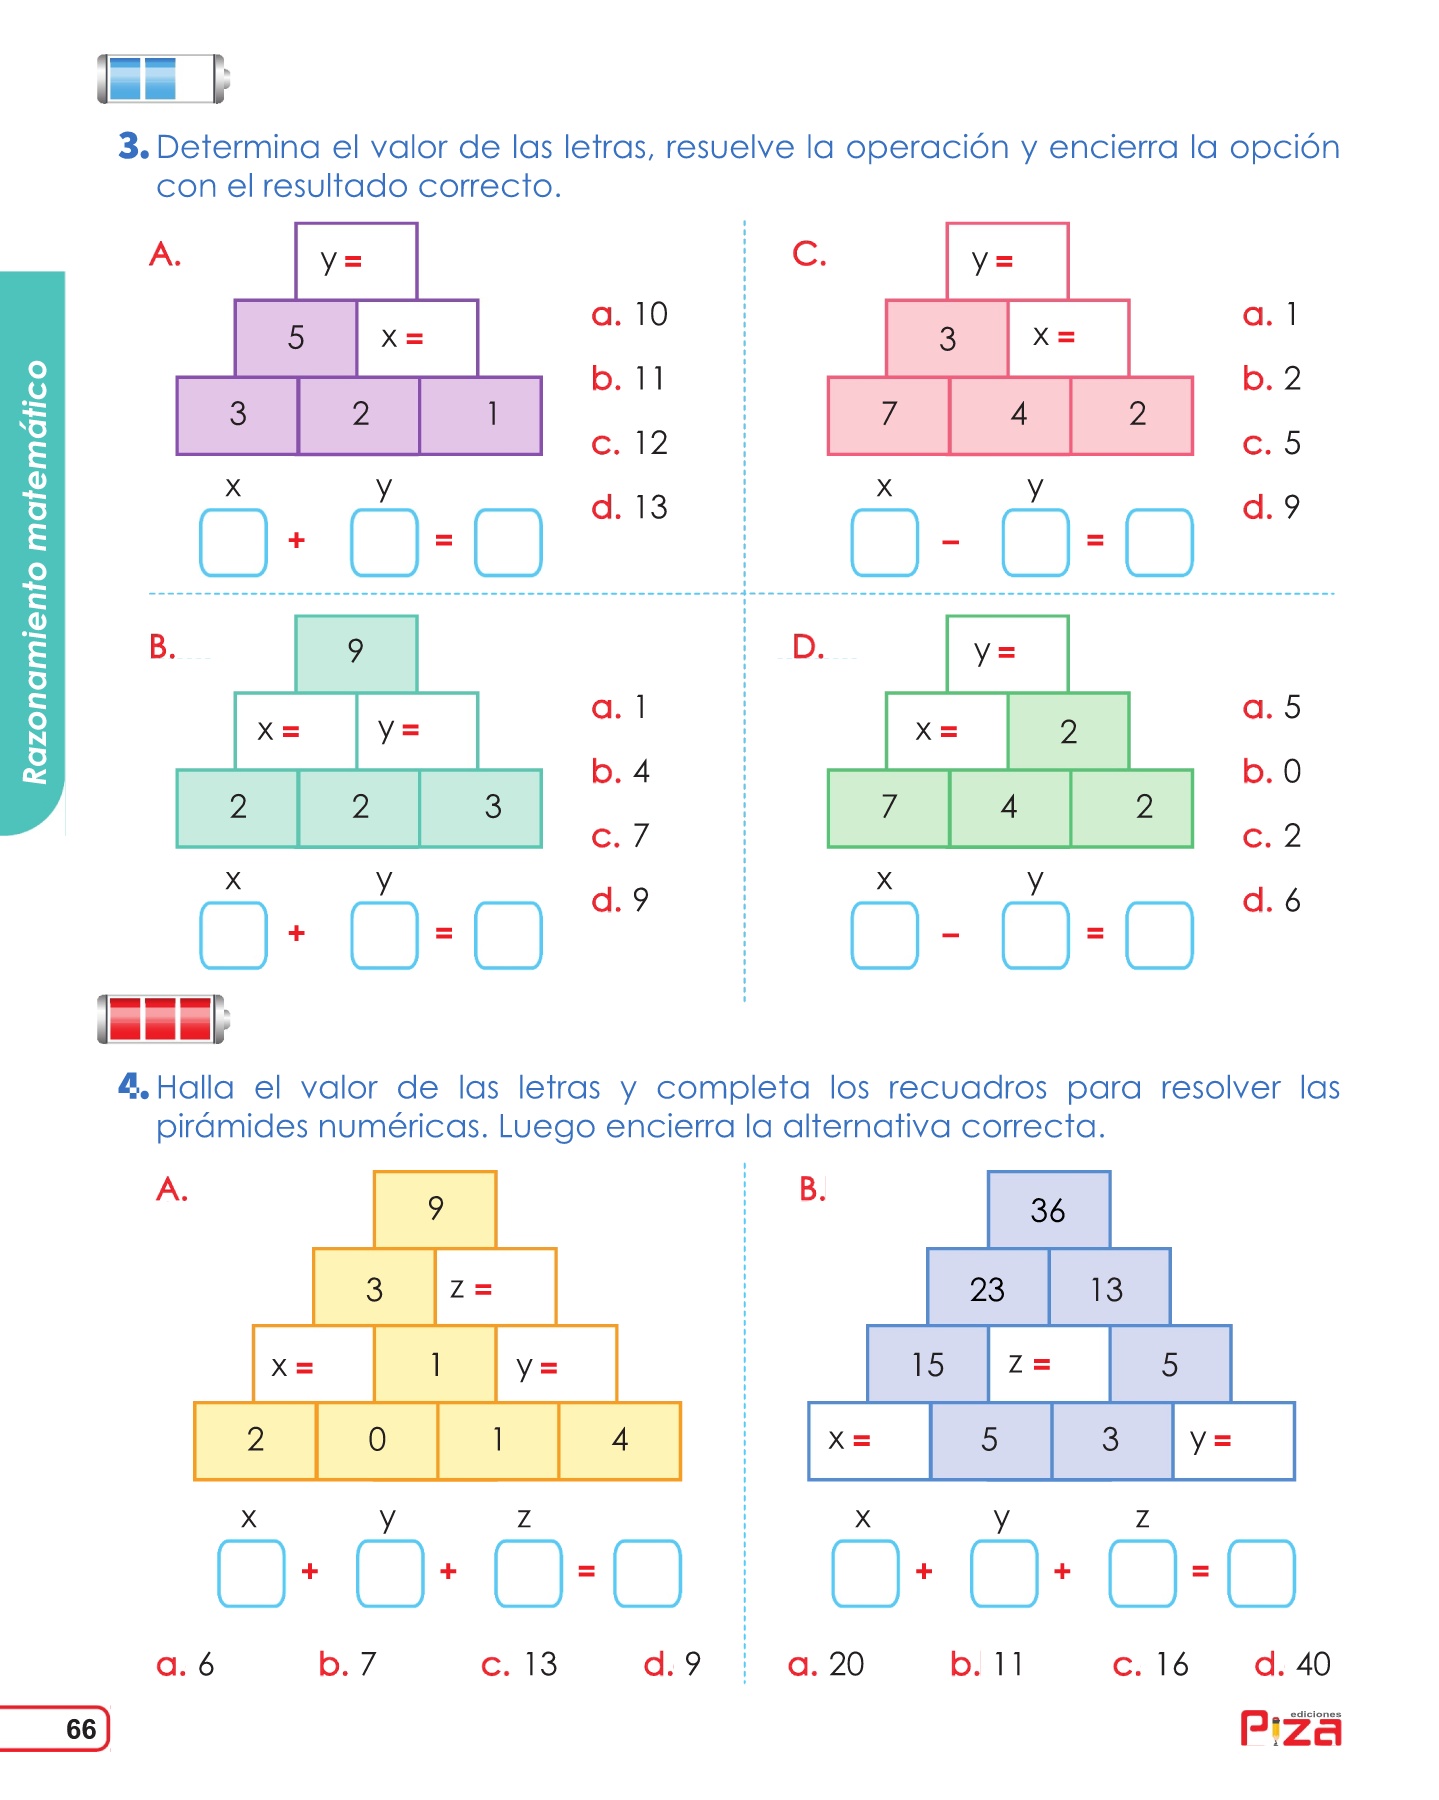 3. Determina el valor de las letras, resuelve la operación y encierra la opción
con el resultado correcto.
A.
y =
5 x =
3 2 1
x y
+ =
a. 10
b. 11
c. 12
d. 13
C.
y =
3 x =
7 4 2
x y
– =
a. 1
b. 2
c. 5
d. 9
B.
9
x = y =
2 2 3
x y
+ =
a. 1
b. 4
c. 7
d. 9
D.
y =
x = 2
7 4 2
x y
– =
a. 5
b. 0
c. 2
d. 6
Razonamiento matemático
4. Halla el valor de las letras y completa los recuadros para resolver las
pirámides numéricas. Luego encierra la alternativa correcta.
A.
9
3 z =
x = 1 y =
2 0 1 4
x y z
+ + =
a. 6 b. 7 c. 13 d. 9
B.
36
23 13
15 z = 5
x = 5 3 y =
x y z
+ + =
a. 20 b. 11 c. 16 d. 40
66
ediciones
Piza